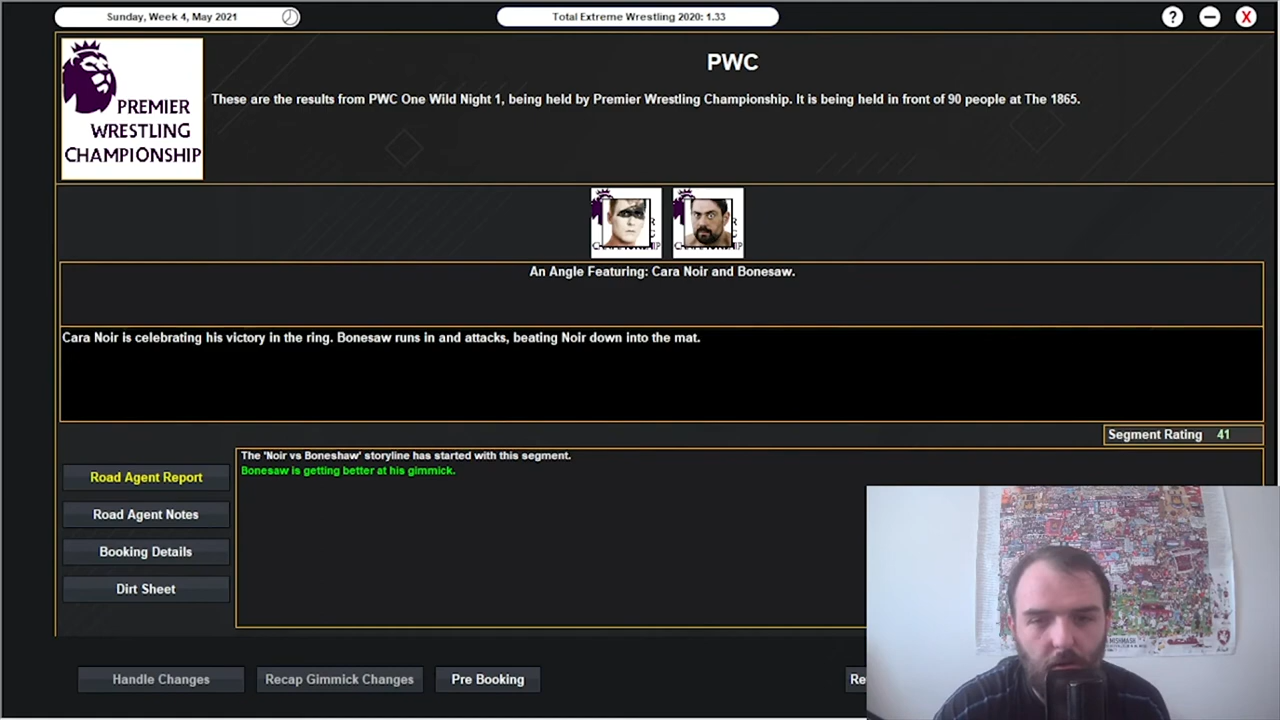 Sunday, Week 4, May 2021
Total Extreme Wrestling 2020: 1.33
?
X
PREMIER
WRESTLING
CHAMPIONSHIP
PWC
These are the results from PWC One Wild Night 1, being held by Premier Wrestling Championship. It is being held in front of 90 people at The 1865.
An Angle Featuring: Cara Noir and Bonesaw.
Cara Noir is celebrating his victory in the ring. Bonesaw runs in and attacks, beating Noir down into the mat.
Segment Rating 41
Road Agent Report
Road Agent Notes
Booking Details
Dirt Sheet
The 'Noir vs Boneshaw' storyline has started with this segment.
Bonesaw is getting better at his gimmick.
Handle Changes
Recap Gimmick Changes
Pre Booking
Re